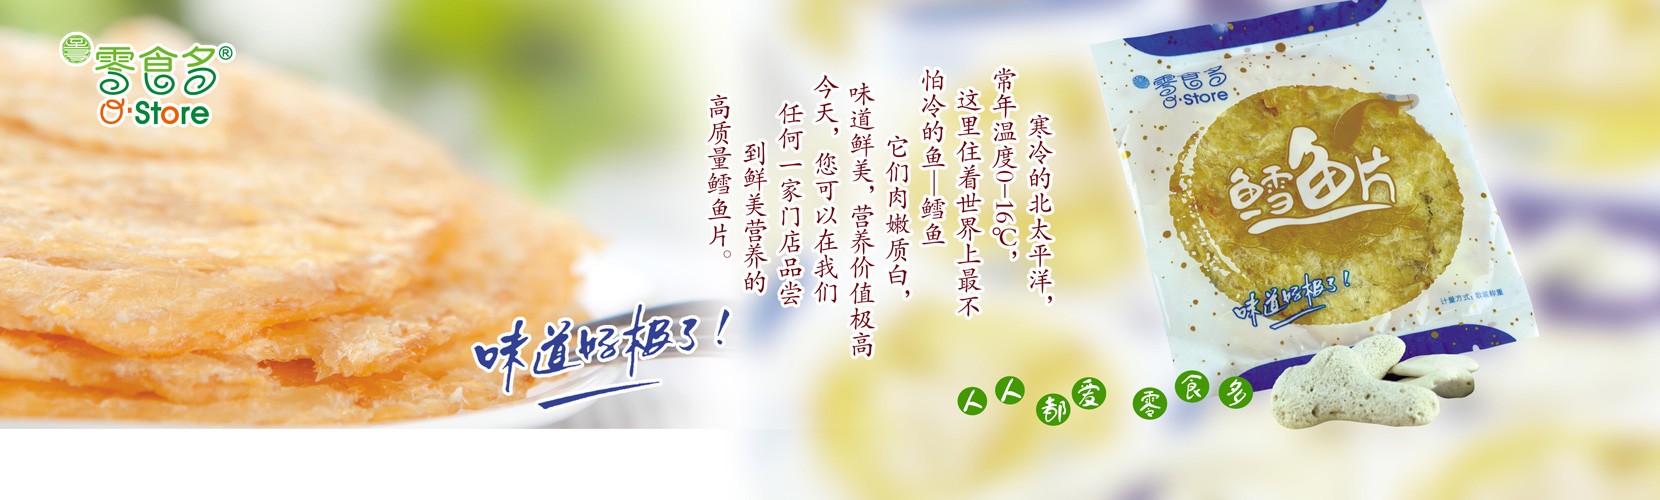 零食多®
O·Store
寒冷的北太平洋，
常年温度0—16℃，
这里住着世界上最不
怕冷的鱼—鳕鱼
它们肉嫩质白，
味道鲜美，营养价值极高
今天，您可以在我们
任何一家门店品尝
到鲜美营养的
高质量鳕鱼片。
味道好极了！
零食多
O·Store
鳕鱼片
味道好极了！
计量方式：散装称重
人人都爱零食多